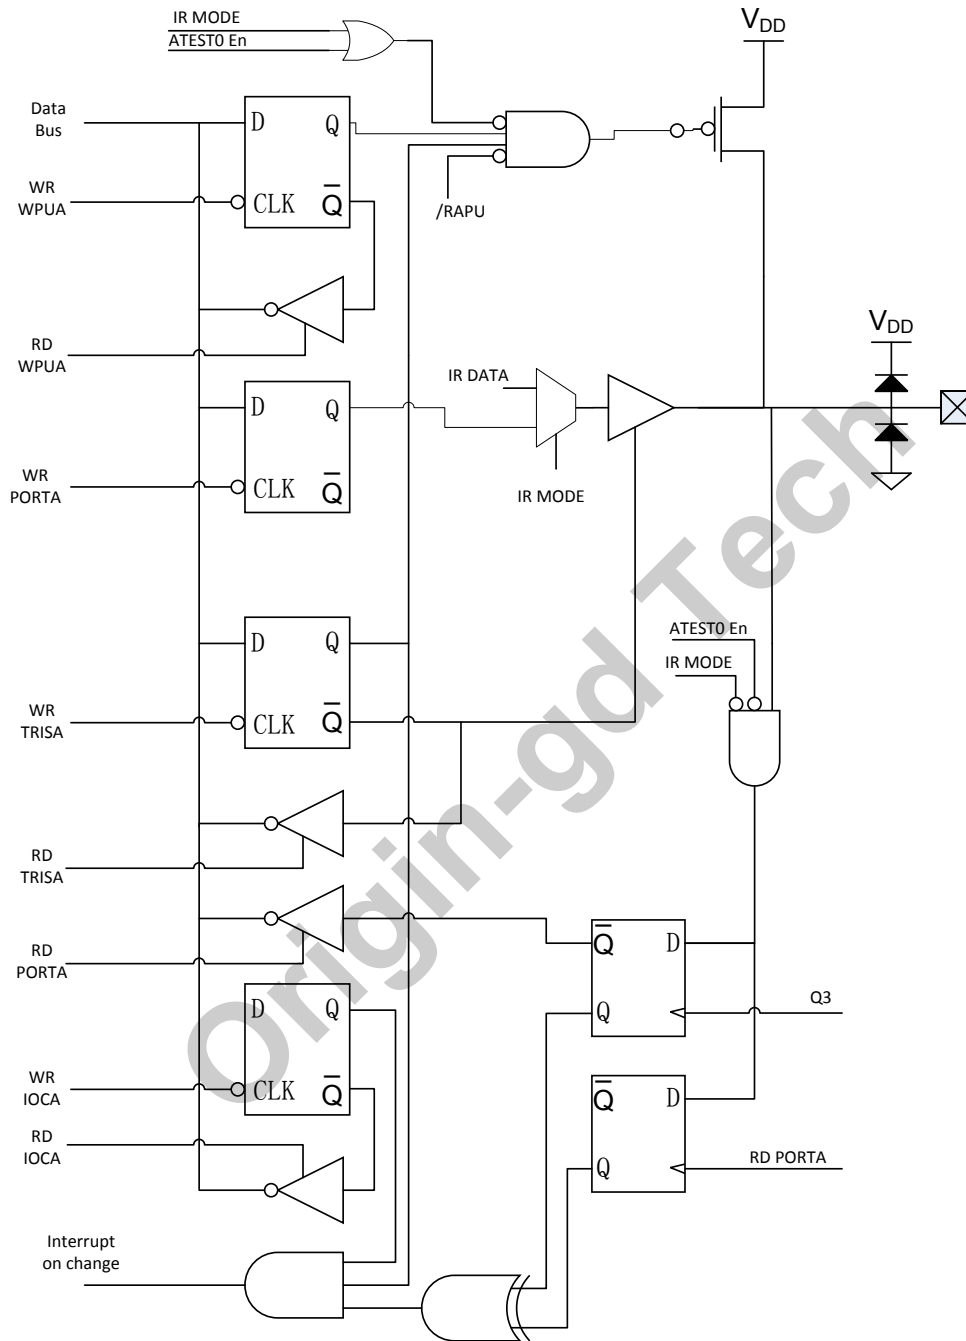 IR MODE
ATEST0 En
VDD
Data
Bus
D
Q
WR
WPUA
CLK
Q
/RAPU
RD
WPUA
VDD
IR DATA
D
Q
WR
PORTA
CLK
Q
IR MODE
D
Q
ATEST0 En
IR MODE
WR
TRISA
CLK
Q
RD
TRISA
RD
PORTA
Q
D
Q3
Q
D
Q
WR
IOCA
CLK
Q
Q
D
RD
IOCA
Q
RD PORTA
Interrupt
on change
Origin-gd Tech